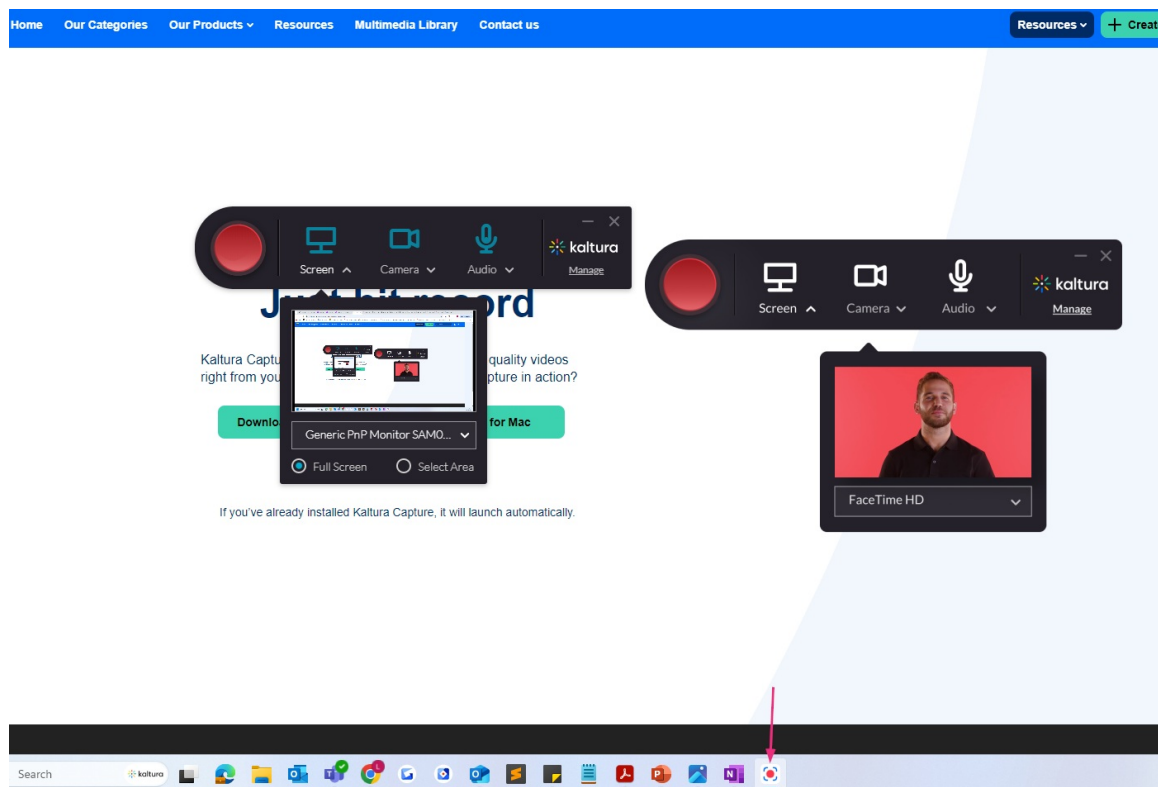 Home Our Categories Our Products Resources Multimedia Library Contact us Resources + Creat
kaltura
Screen Camera Audio Manage
kaltura
Screen Camera Audio Manage
Just hit record
Kaltura Captu quality videos
right from you pture in action?
Downlo for Mac
Generic PnP Monitor SAM0...
Full Screen Select Area
FaceTime HD
If you've already installed Kaltura Capture, it will launch automatically.
Search kaltura